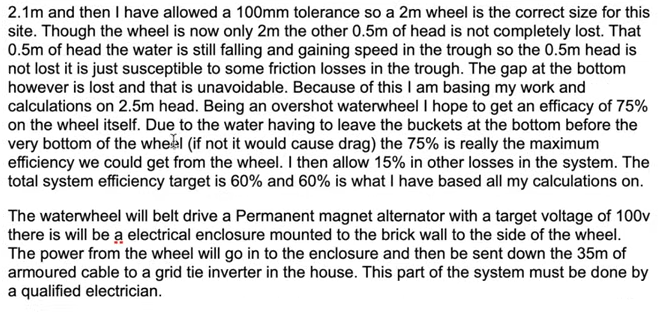 2.1m and then I have allowed a 100mm tolerance so a 2m wheel is the correct size for this
site. Though the wheel is now only 2m the other 0.5m of head is not completely lost. That
0.5m of head the water is still falling and gaining speed in the trough so the 0.5m head is
not lost it is just susceptible to some friction losses in the trough. The gap at the bottom
however is lost and that is unavoidable. Because of this I am basing my work and
calculations on 2.5m head. Being an overshot waterwheel I hope to get an efficacy of 75%
on the wheel itself. Due to the water having to leave the buckets at the bottom before the
very bottom of the wheel (if not it would cause drag) the 75% is really the maximum
efficiency we could get from the wheel. I then allow 15% in other losses in the system. The
total system efficiency target is 60% and 60% is what I have based all my calculations on.
The waterwheel will belt drive a Permanent magnet alternator with a target voltage of 100v
there is will be a electrical enclosure mounted to the brick wall to the side of the wheel.
The power from the wheel will go in to the enclosure and then be sent down the 35m of
armoured cable to a grid tie inverter in the house. This part of the system must be done by
a qualified electrician.